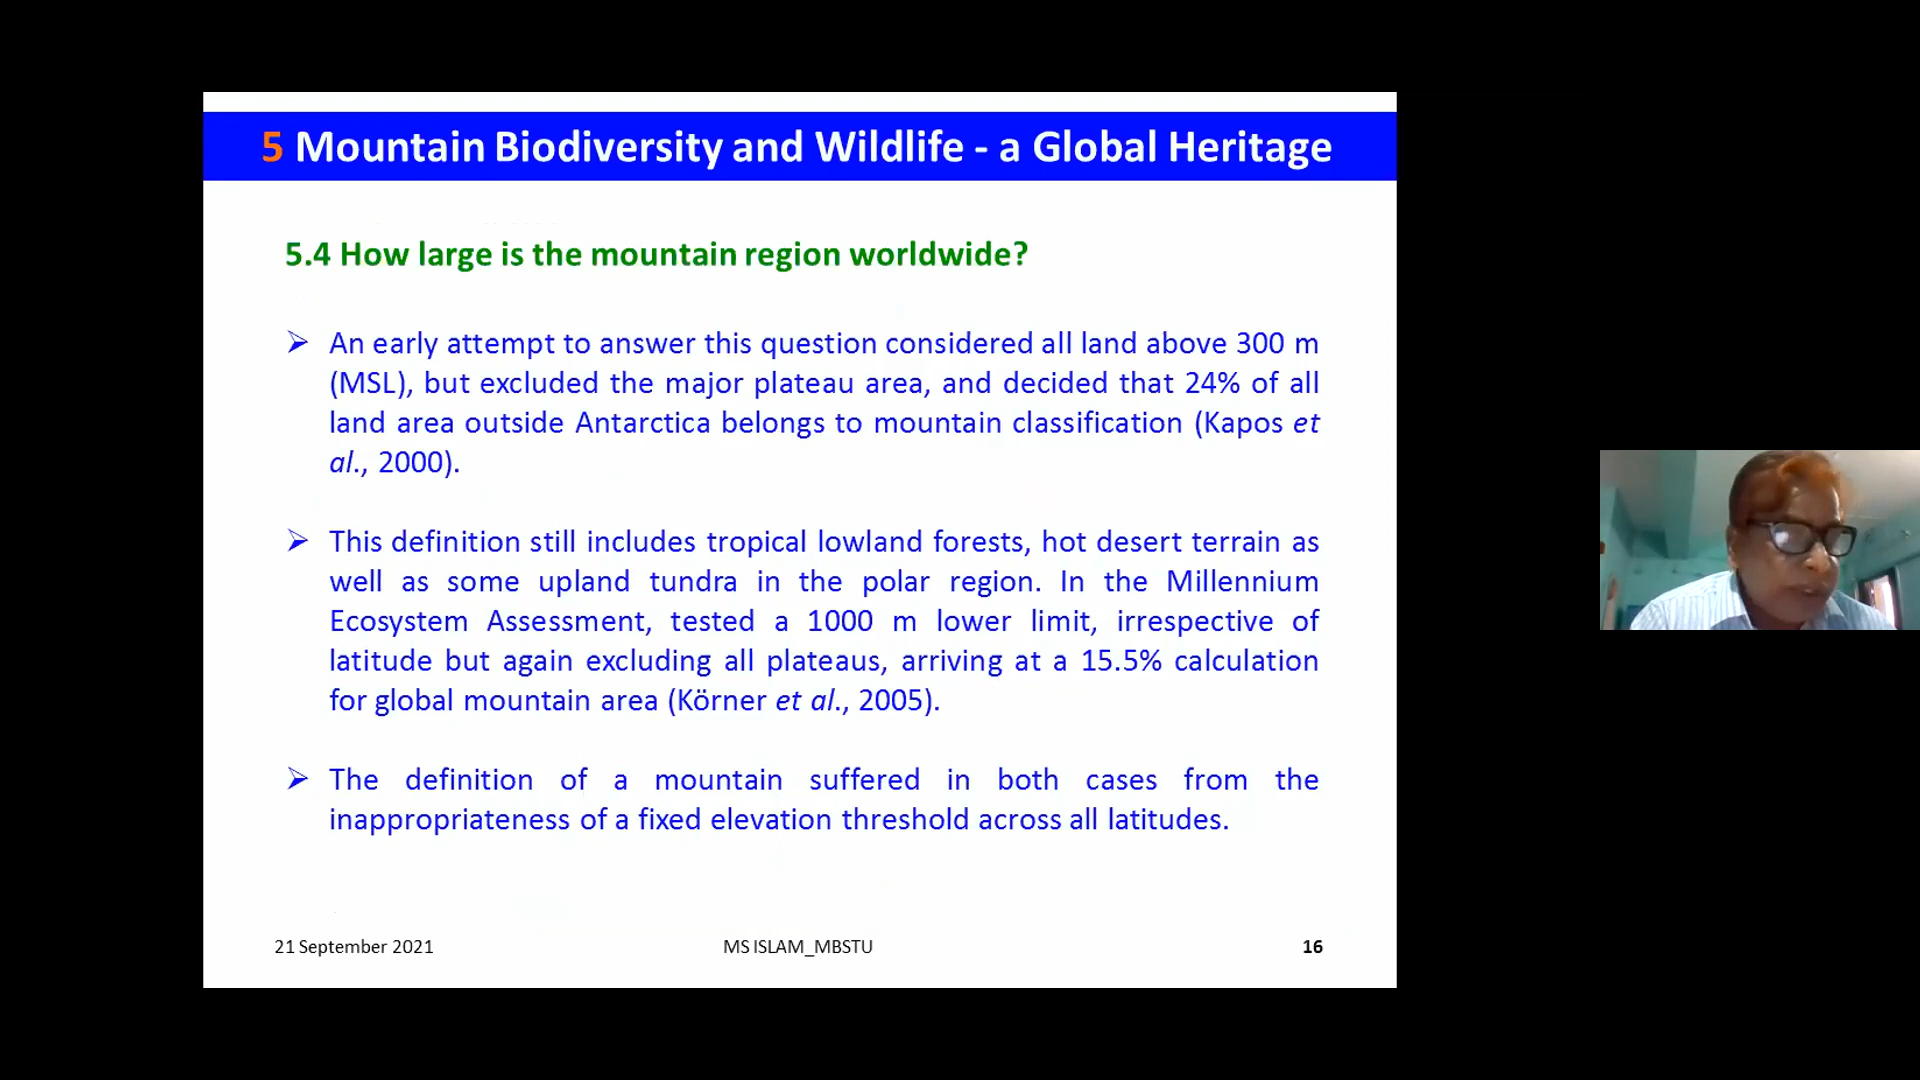 5 Mountain Biodiversity and Wildlife - a Global Heritage
5.4 How large is the mountain region worldwide?
➢ An early attempt to answer this question considered all land above 300 m
(MSL), but excluded the major plateau area, and decided that 24% of all
land area outside Antarctica belongs to mountain classification (Kapos et
al., 2000).
➢ This definition still includes tropical lowland forests, hot desert terrain as
well as some upland tundra in the polar region. In the Millennium
Ecosystem Assessment, tested a 1000 m lower limit, irrespective of
latitude but again excluding all plateaus, arriving at a 15.5% calculation
for global mountain area (Körner et al., 2005).
➢ The definition of a mountain suffered in both cases from the
inappropriateness of a fixed elevation threshold across all latitudes.
21 September 2021
MS ISLAM_MBSTU
16